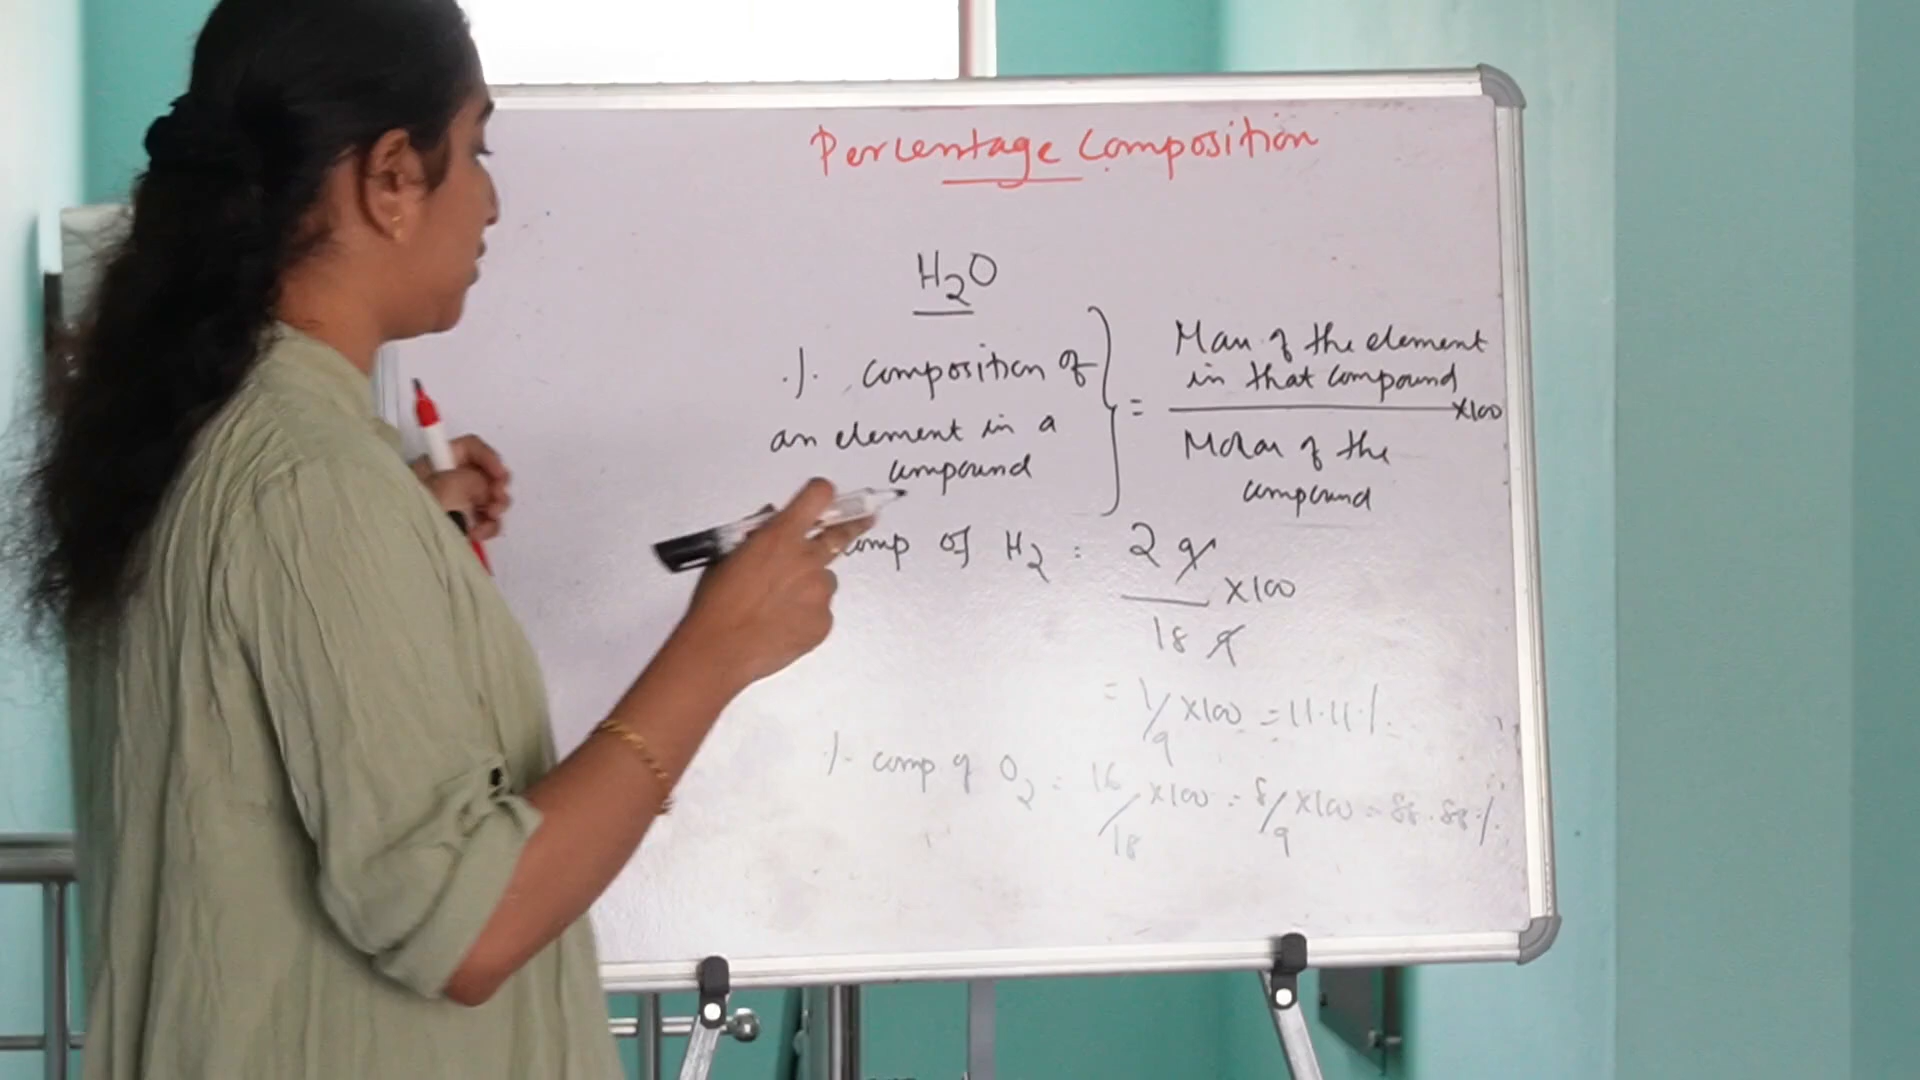 Percentage Composition
H2O
% composition of
an element in a
compound
} =
Mass of the element
in that compound
x100
Molar of the
compound
comp of H2 : 2 g
x100
18 g
= 1/9 x100 = 11.11%
% comp of O2 = 16/18 x100 = 8/9 x100 = 88.88%